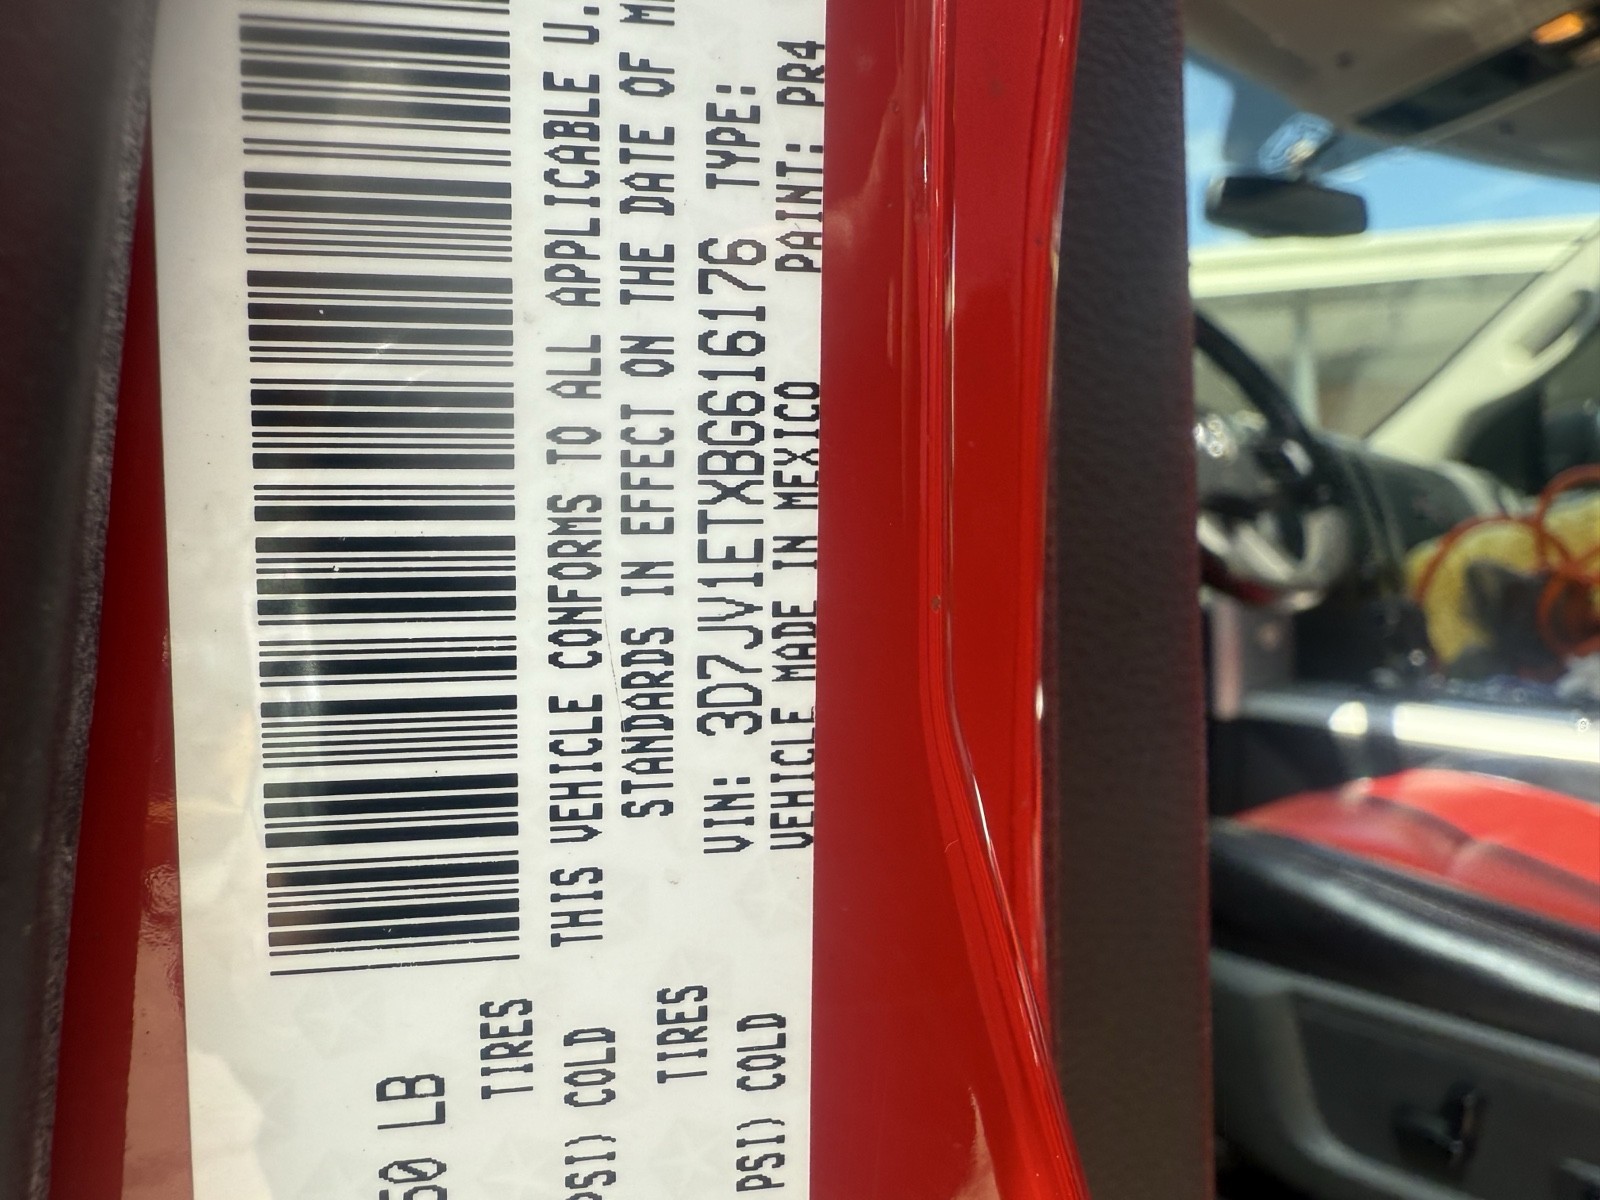 THIS VEHICLE CONFORMS TO ALL APPLICABLE U.
STANDARDS IN EFFECT ON THE DATE OF
VIN: 3D7JV1ETXBG616176 TYPE:
VEHICLE MADE IN MEXICO PAINT: PR4
50 LB
TIRES
PSI) COLD
TIRES
PSI) COLD